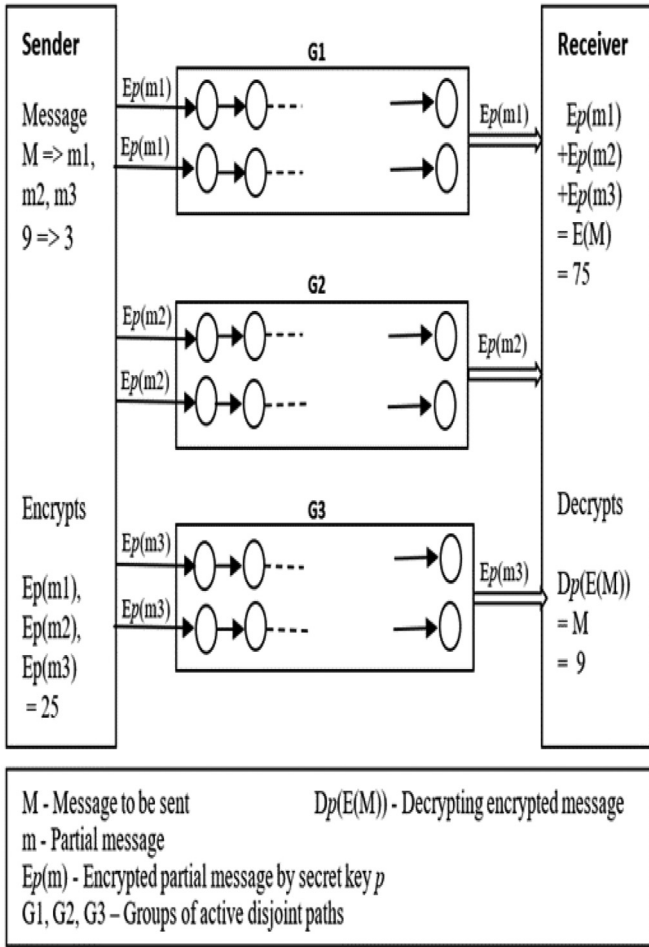 Sender
Message
M => m1,
m2, m3
9 => 3
Encrypts
Ep(m1),
Ep(m2),
Ep(m3)
= 25
G1
Ep(m1)
Ep(m1)
Ep(m1)
G2
Ep(m2)
Ep(m2)
Ep(m2)
G3
Ep(m3)
Ep(m3)
Ep(m3)
Receiver
Ep(m1)
+Ep(m2)
+Ep(m3)
= E(M)
= 75
Decrypts
Dp(E(M))
= M
= 9
M - Message to be sent Dp(E(M)) - Decrypting encrypted message
m - Partial message
Ep(m) - Encrypted partial message by secret key p
G1, G2, G3 – Groups of active disjoint paths